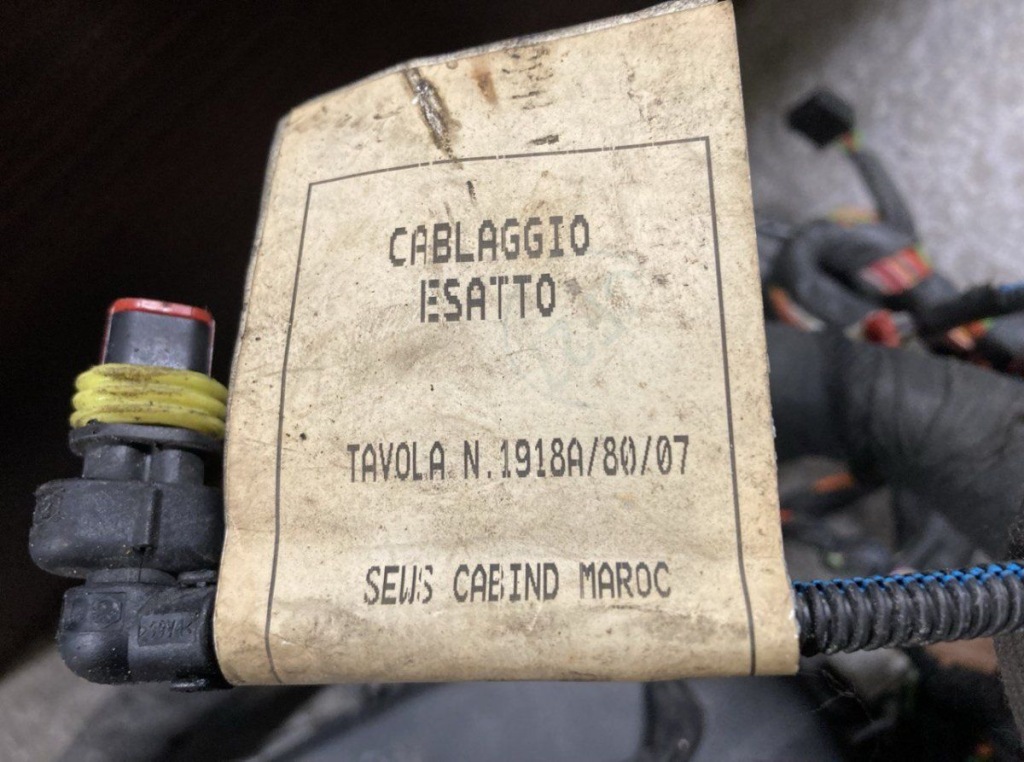 CABLAGGIO
ESATTO
TAVOLA N.1918A/80/07
SEWS CABIND MAROC